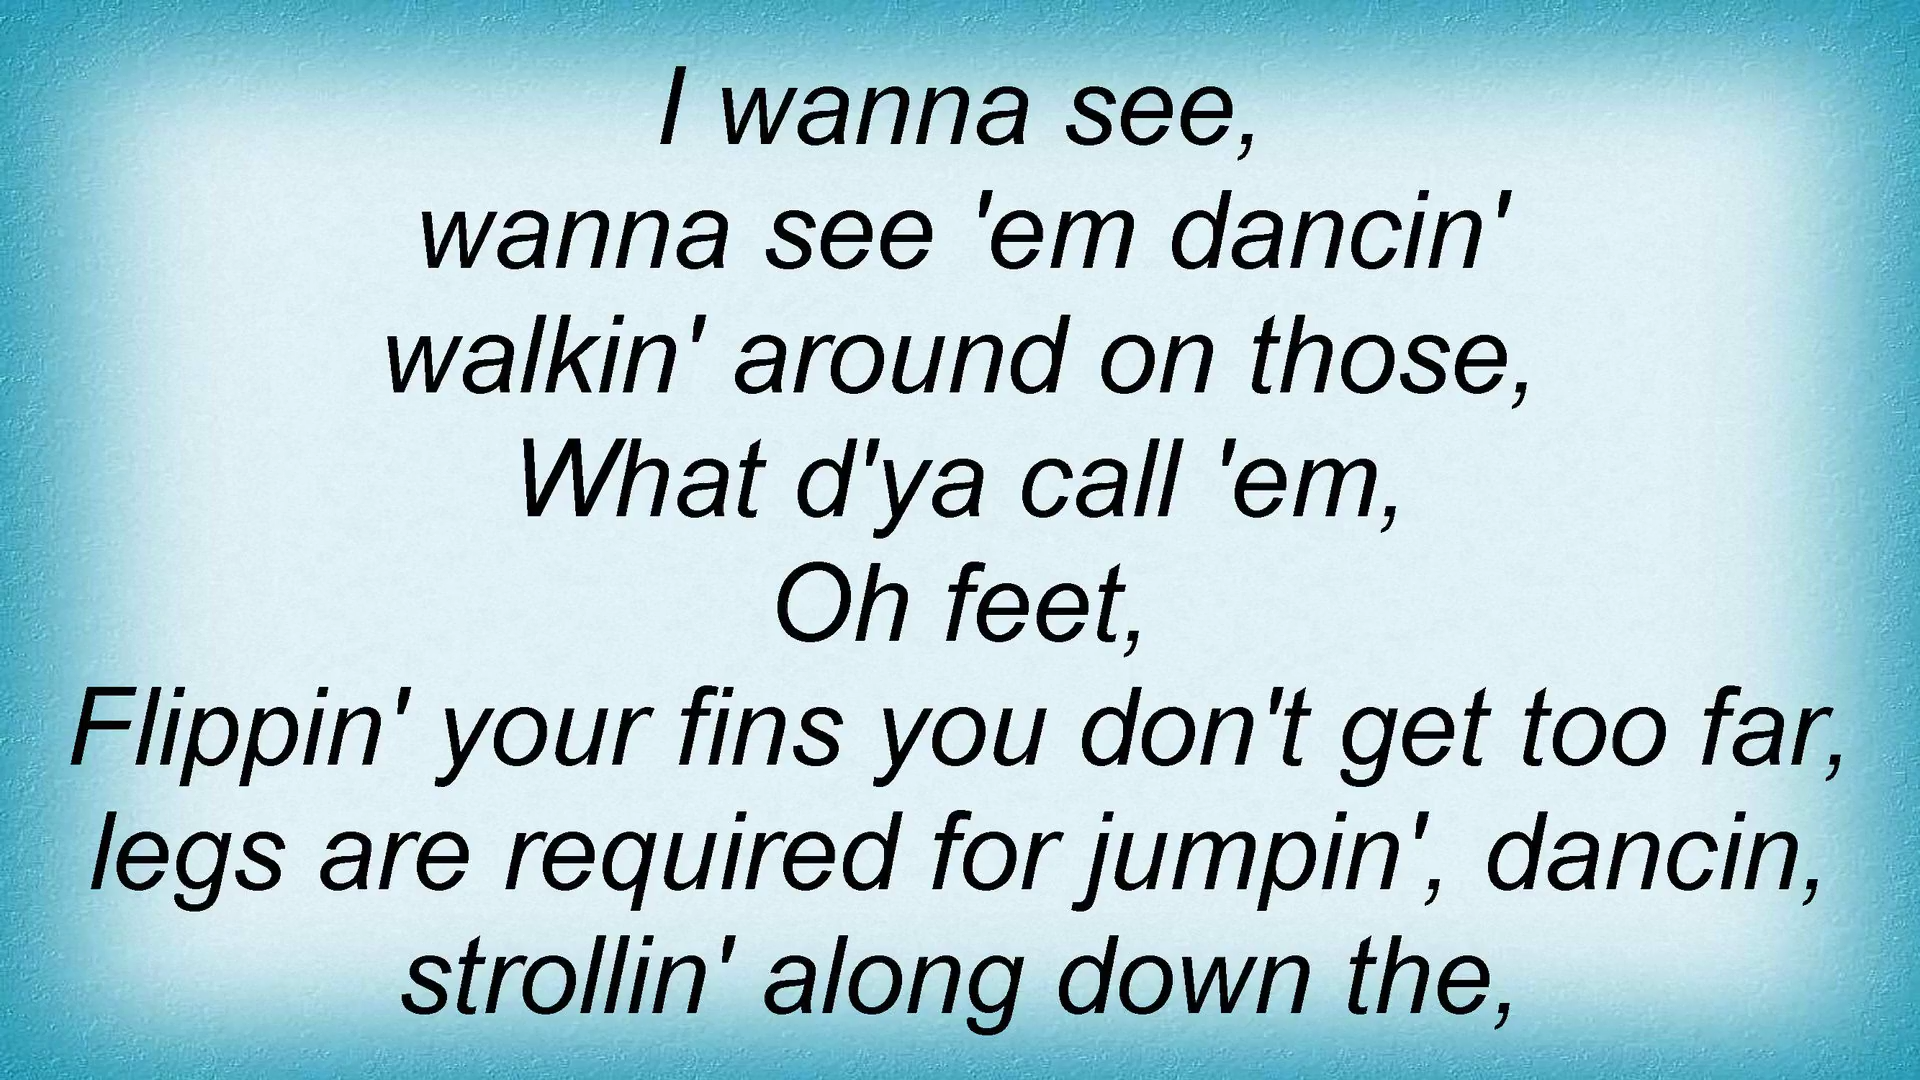 I wanna see,
wanna see 'em dancin'
walkin' around on those,
What d'ya call 'em,
Oh feet,
Flippin' your fins you don't get too far,
legs are required for jumpin', dancin,
strollin' along down the,